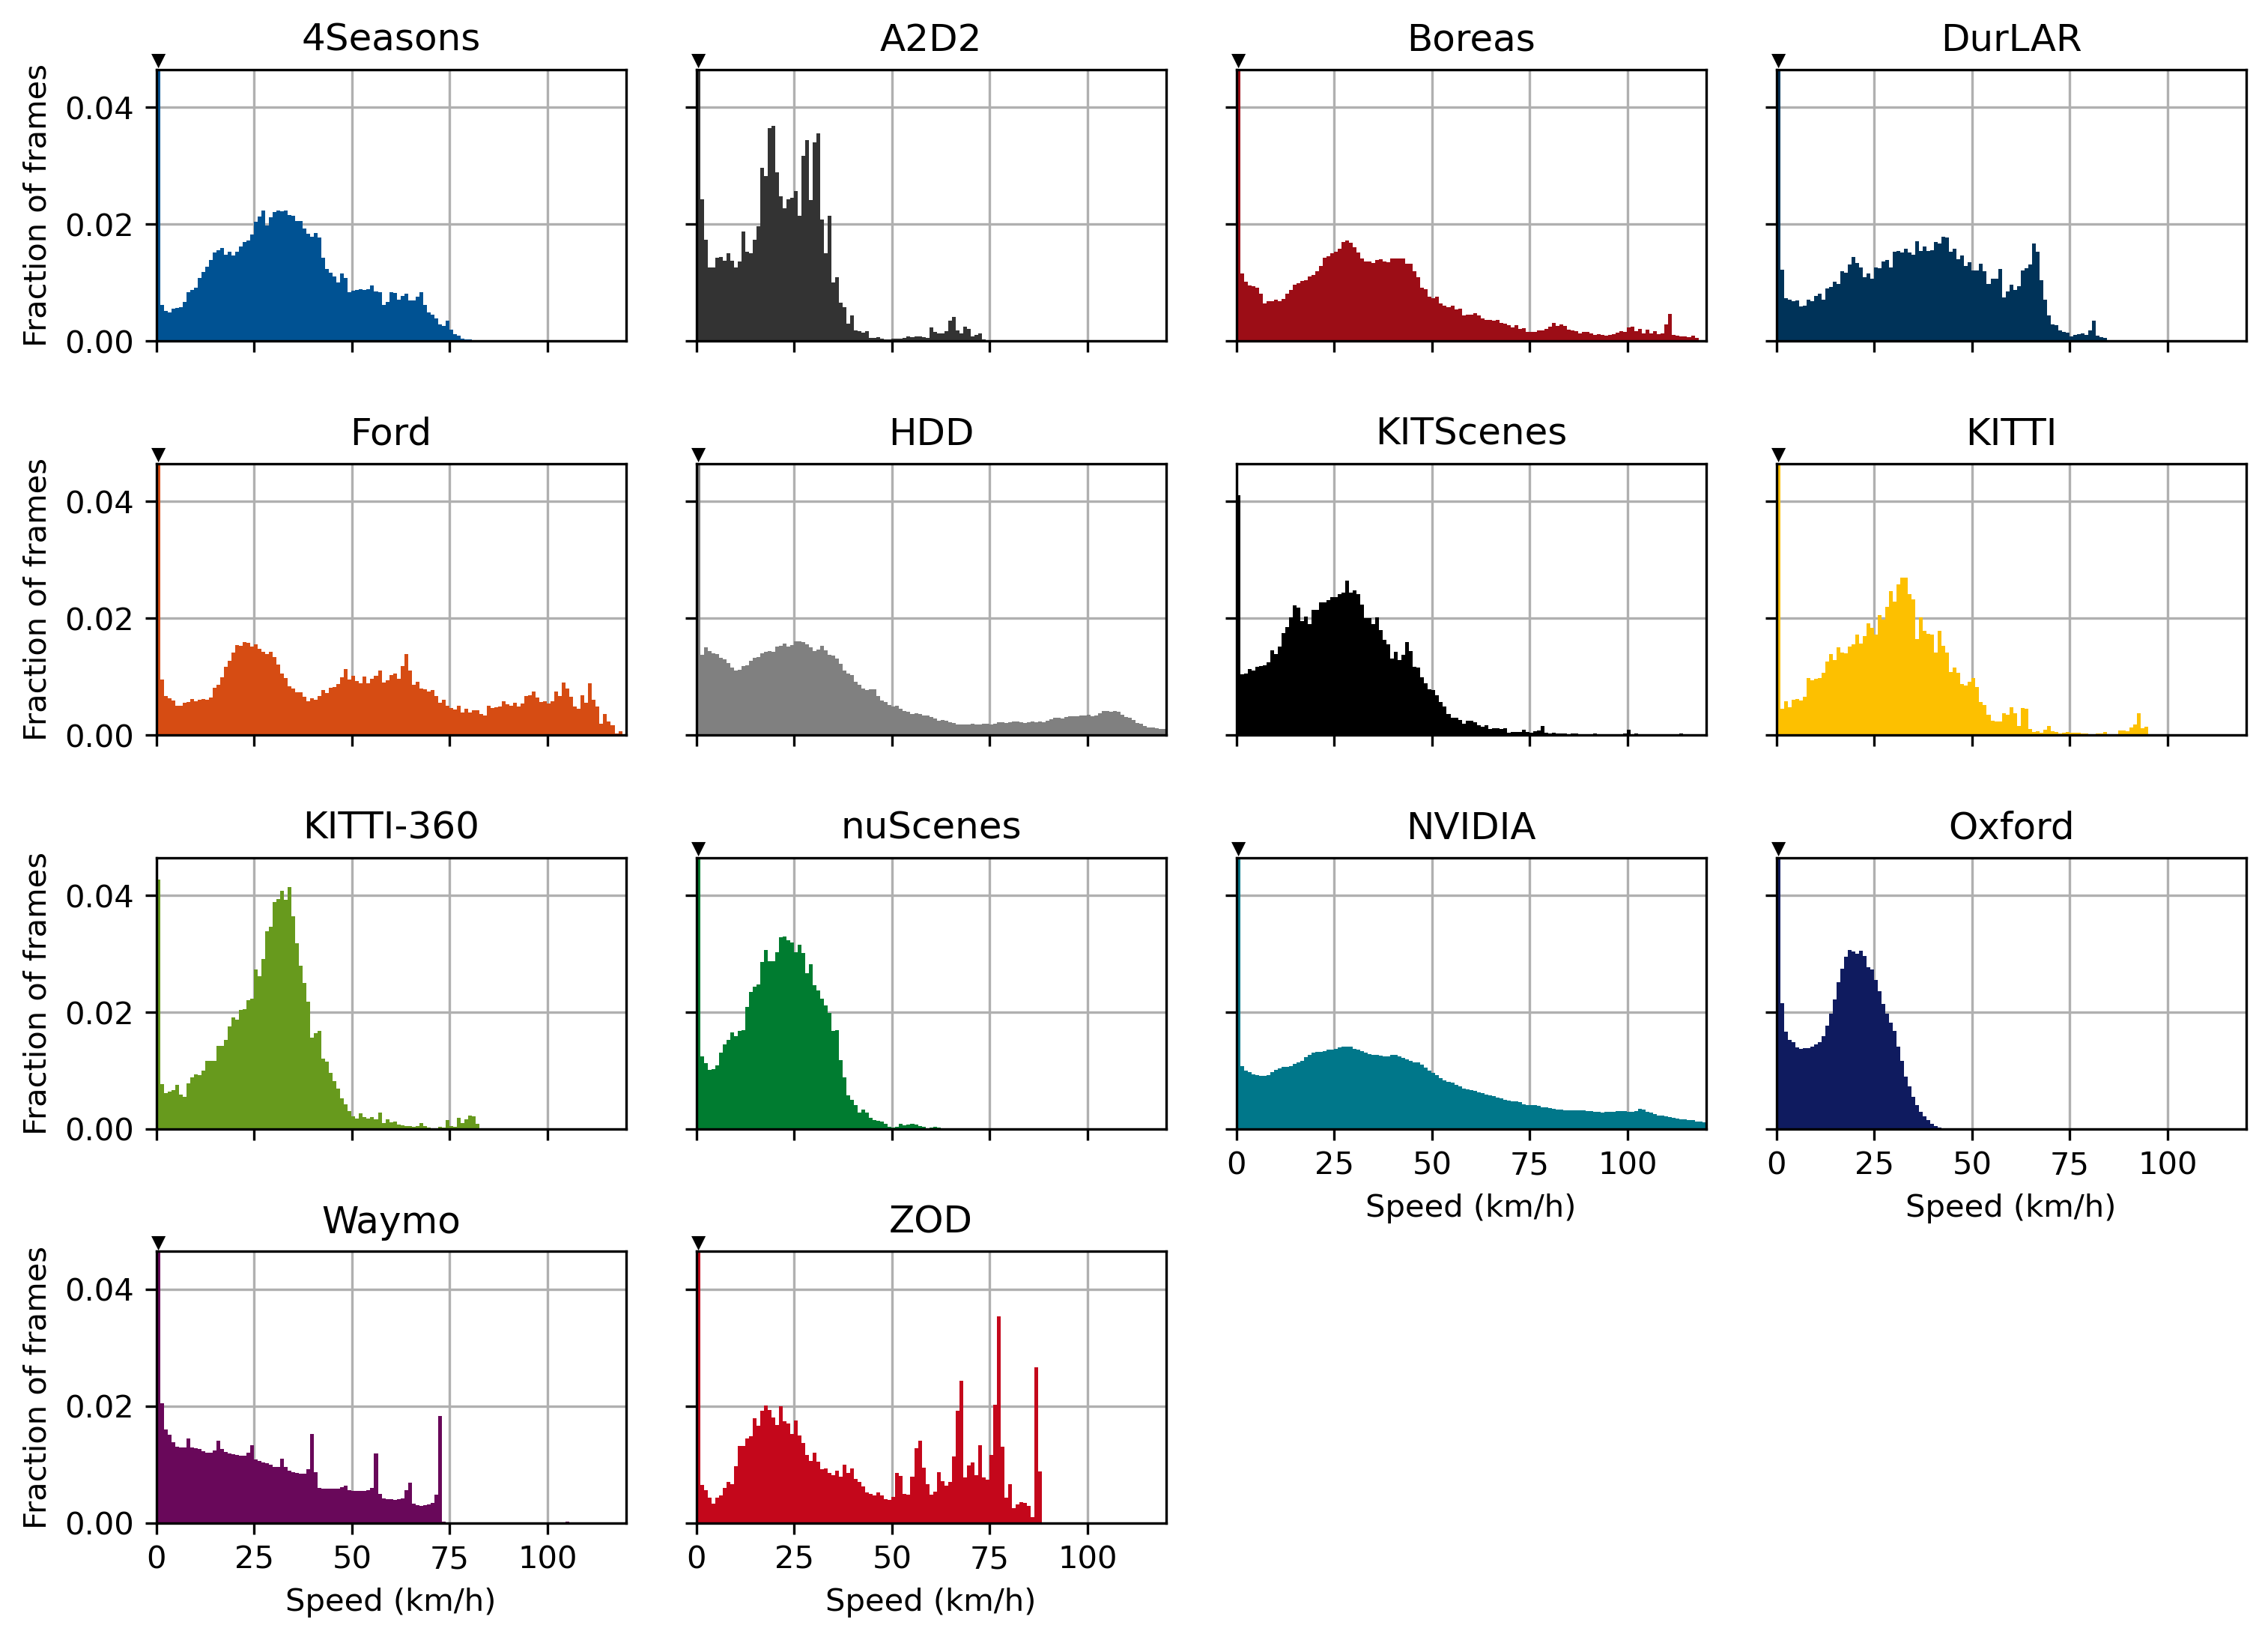 4Seasons
A2D2
Boreas
DurLAR
Fraction of frames
0.04
0.02
0.00
Ford
HDD
KITScenes
KITTI
Fraction of frames
0.04
0.02
0.00
KITTI-360
nuScenes
NVIDIA
Oxford
Fraction of frames
0.04
0.02
0.00
0 25 50 75 100
Speed (km/h)
0 25 50 75 100
Speed (km/h)
Waymo
ZOD
Fraction of frames
0.04
0.02
0.00
0 25 50 75 100
Speed (km/h)
0 25 50 75 100
Speed (km/h)